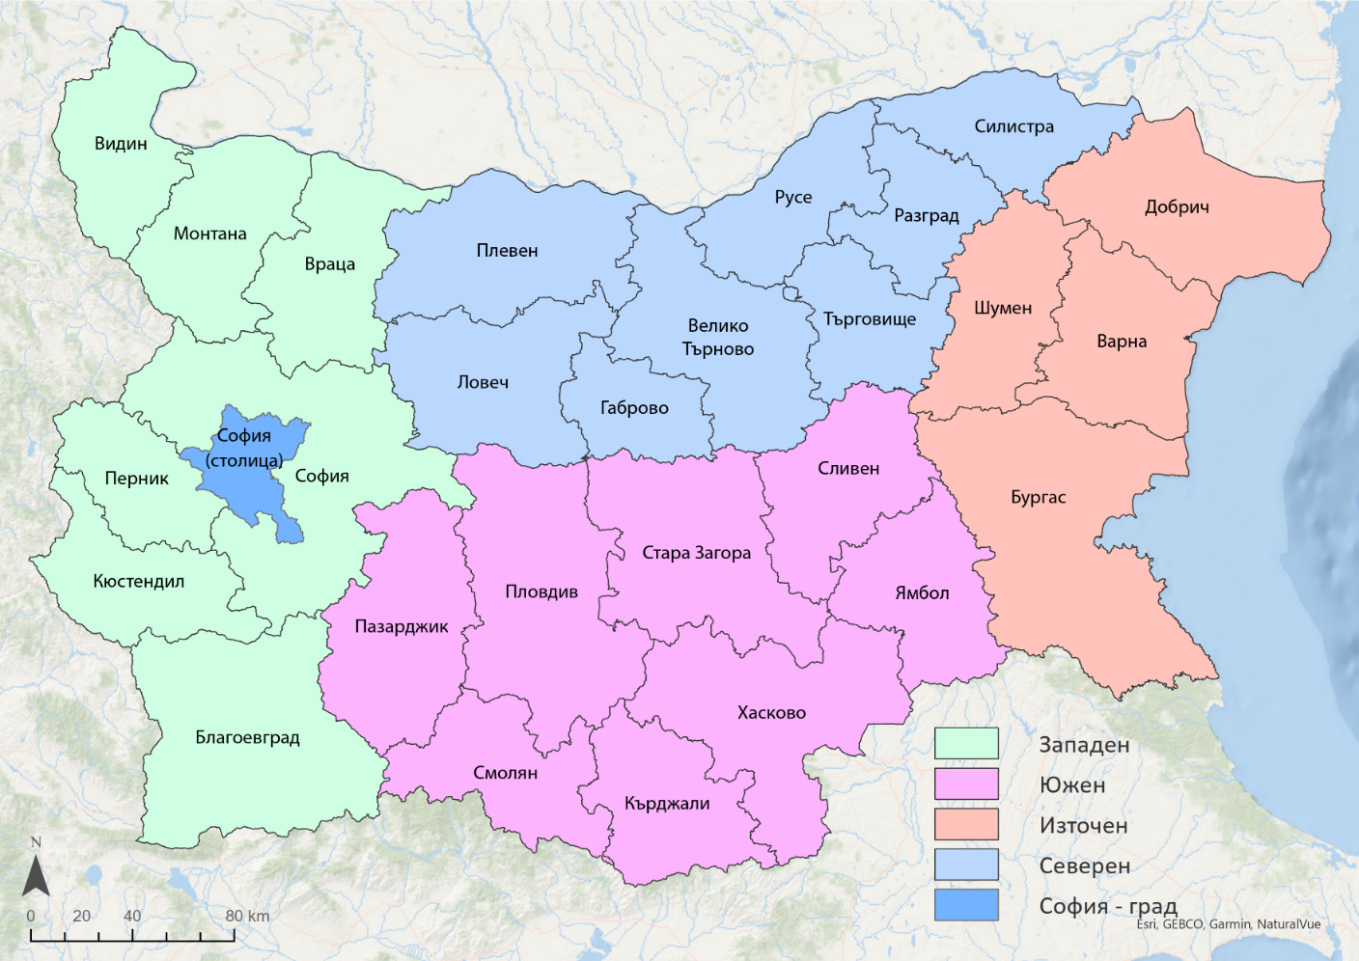 Видин
Силистра
Русе
Добрич
Разград
Монтана
Плевен
Враца
Шумен
Търговище
Велико
Търново
Варна
Ловеч
Габрово
София
(столица)
Перник
София
Сливен
Бургас
Стара Загора
Кюстендил
Пловдив
Ямбол
Пазарджик
Хасково
Благоевград
Смолян
Кърджали
Западен
Южен
Източен
Северен
София - град
N
0 20 40 80 km
Esri, GEBCO, Garmin, NaturalVue